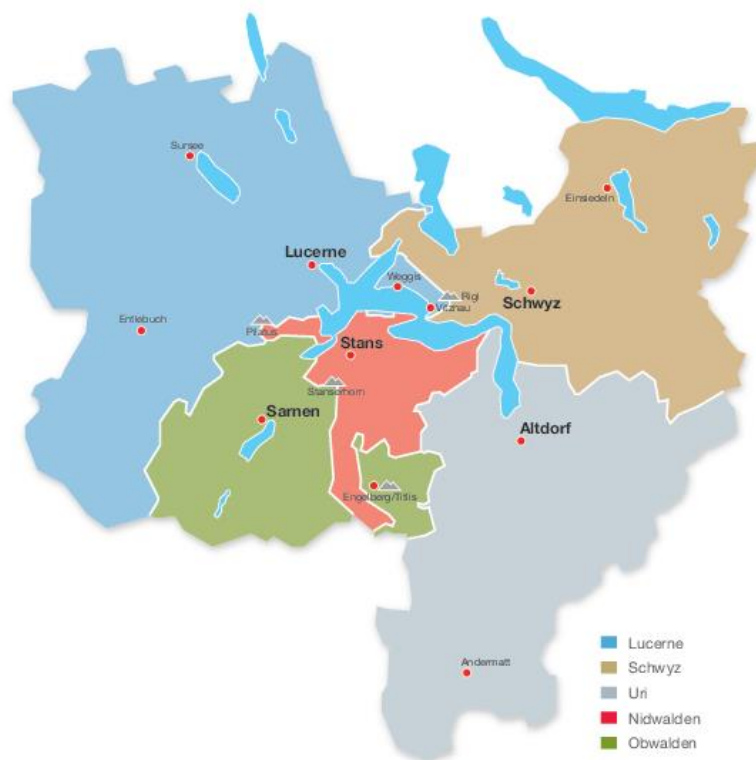 Sursee
Einsiedeln
Lucerne
Weggis
Rigi
Schwyz
Vitznau
Entlebuch
Pilatus
Stans
Stanserhorn
Sarnen
Altdorf
Engelberg/Titlis
Andermatt
Lucerne
Schwyz
Uri
Nidwalden
Obwalden